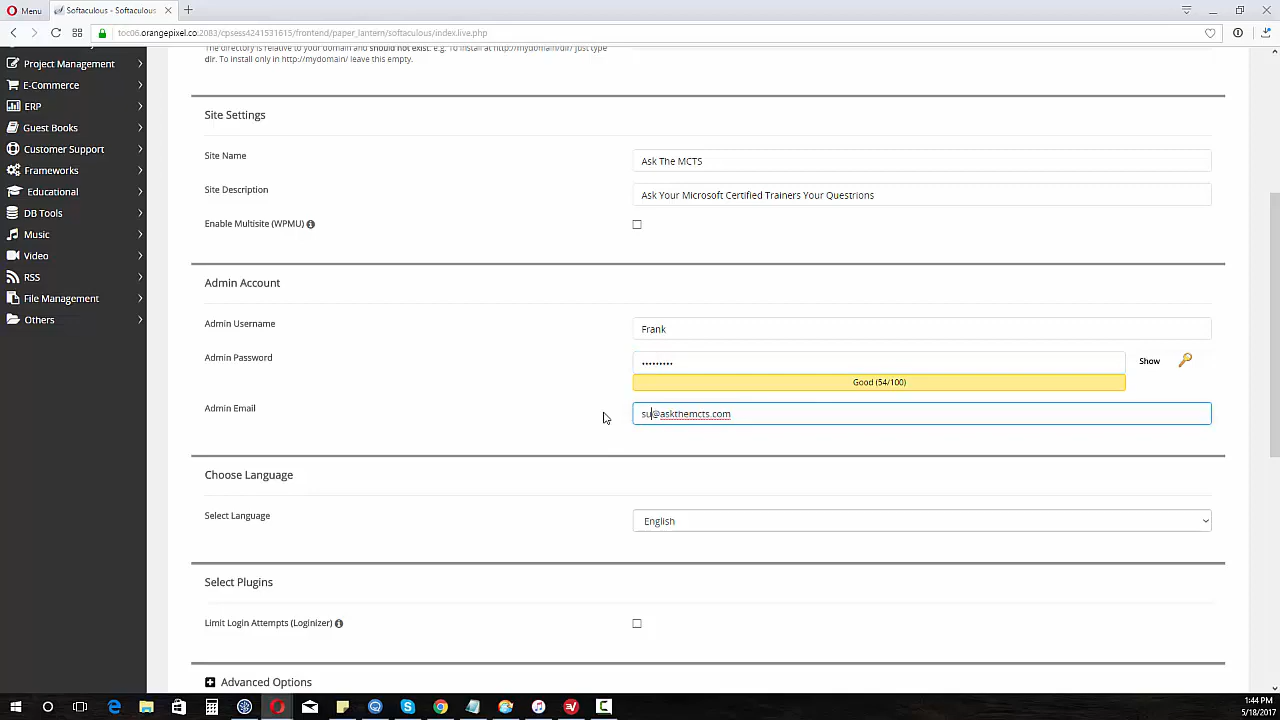 Menu
Softaculous - Softaculous
toc06.orangepixel.co:2083/cpsess4241531615/frontend/paper_lantern/softaculous/index.live.php
Project Management
E-Commerce
ERP
Guest Books
Customer Support
Frameworks
Educational
DB Tools
Music
Video
RSS
File Management
Others
The directory is relative to your domain and should not exist. e.g. To install at http://mydomain/dir/ just type
dir. To install only in http://mydomain/ leave this empty.
Site Settings
Site Name
Ask The MCTS
Site Description
Ask Your Microsoft Certified Trainers Your Questrions
Enable Multisite (WPMU)
Admin Account
Admin Username
Frank
Admin Password
•••••••••
Show
Good (54/100)
Admin Email
su@askthemcts.com
Choose Language
Select Language
English
Select Plugins
Limit Login Attempts (Loginizer)
Advanced Options
1:44 PM
5/18/2017